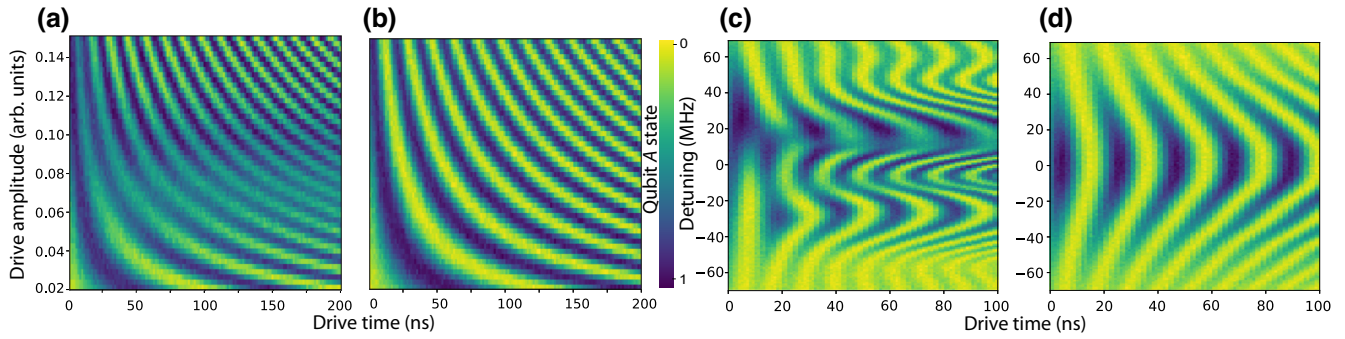 (a)
(b)
(c)
(d)
Drive amplitude (arb. units)
0.14
0.12
0.10
0.08
0.06
0.04
0.02
0 50 100 150 200
0 50 100 150 200
Drive time (ns)
0
Qubit A state
1
Detuning (MHz)
60
40
20
0
−20
−40
−60
0 20 40 60 80 100
60
40
20
0
−20
−40
−60
0 20 40 60 80 100
Drive time (ns)